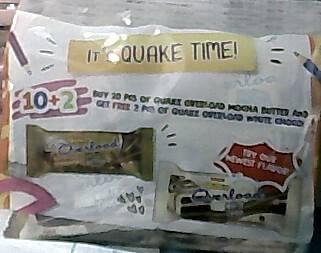 IT'S QUAKE TIME!
10+2
BUY 20 PCS OF QUAKE OVERLOAD MOCHA BUTTER AND
GET FREE 2 PCS OF QUAKE OVERLOAD WHITE CHOCO!
Overload
TRY OUR
NEWEST FLAVOR!
Overload